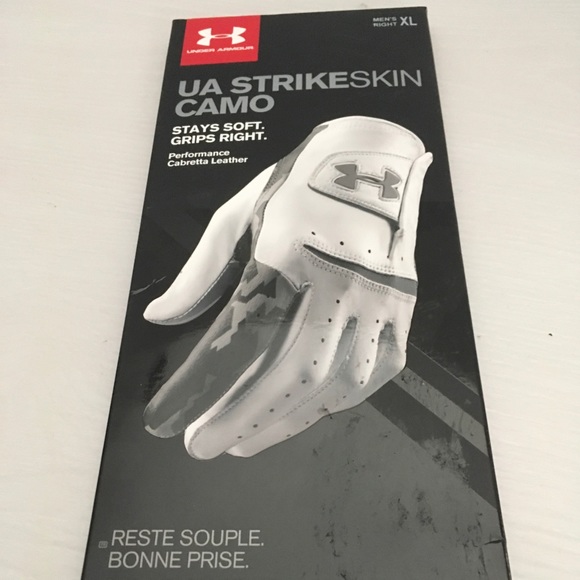 UNDER ARMOUR
MEN'S
RIGHT XL
UA STRIKESKIN
CAMO
STAYS SOFT.
GRIPS RIGHT.
Performance
Cabretta Leather
RESTE SOUPLE.
BONNE PRISE.